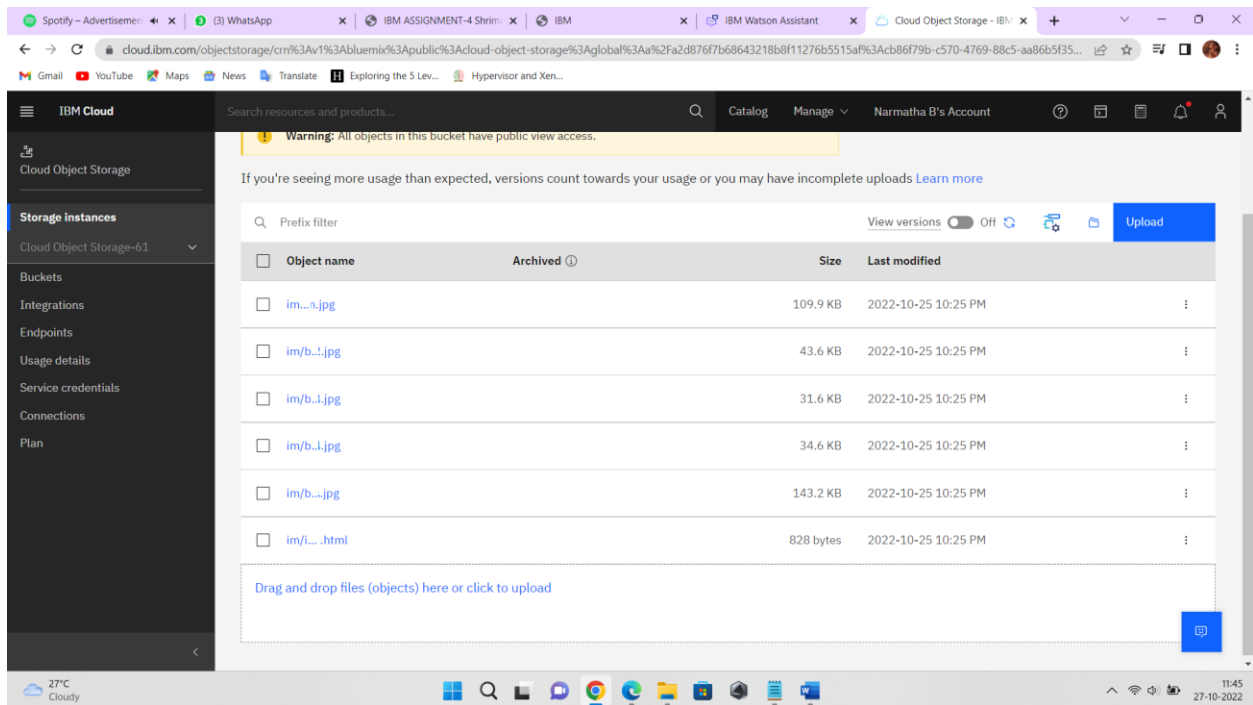 Spotify – Advertisemen
(3) WhatsApp
IBM ASSIGNMENT-4 Shrim
IBM
IBM Watson Assistant
Cloud Object Storage - IBM
cloud.ibm.com/objectstorage/crn%3Av1%3Abluemix%3Apublic%3Acloud-object-storage%3Aglobal%3Aa%2Fa2d876f7b68643218b8f11276b5515af%3Acb86f79b-c570-4769-88c5-aa86b5f35...
Gmail YouTube Maps News Translate Exploring the 5 Lev... Hypervisor and Xen...
IBM Cloud
Search resources and products...
Catalog Manage Narmatha B's Account
Cloud Object Storage
Storage instances
Cloud Object Storage-61
Buckets
Integrations
Endpoints
Usage details
Service credentials
Connections
Plan
Warning: All objects in this bucket have public view access.
If you're seeing more usage than expected, versions count towards your usage or you may have incomplete uploads Learn more
Prefix filter View versions Off Upload
Object name Archived Size Last modified
im...n.jpg 109.9 KB 2022-10-25 10:25 PM
im/b..!.jpg 43.6 KB 2022-10-25 10:25 PM
im/b..l.jpg 31.6 KB 2022-10-25 10:25 PM
im/b..l.jpg 34.6 KB 2022-10-25 10:25 PM
im/b...jpg 143.2 KB 2022-10-25 10:25 PM
im/i... .html 828 bytes 2022-10-25 10:25 PM
Drag and drop files (objects) here or click to upload
27°C
Cloudy
11:45
27-10-2022